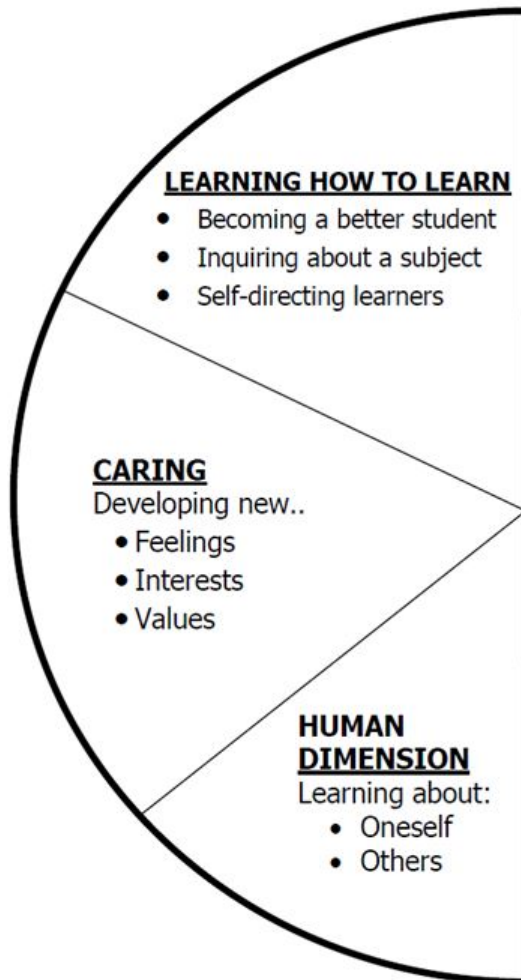 LEARNING HOW TO LEARN
• Becoming a better student
• Inquiring about a subject
• Self-directing learners
CARING
Developing new..
• Feelings
• Interests
• Values
HUMAN
DIMENSION
Learning about:
• Oneself
• Others